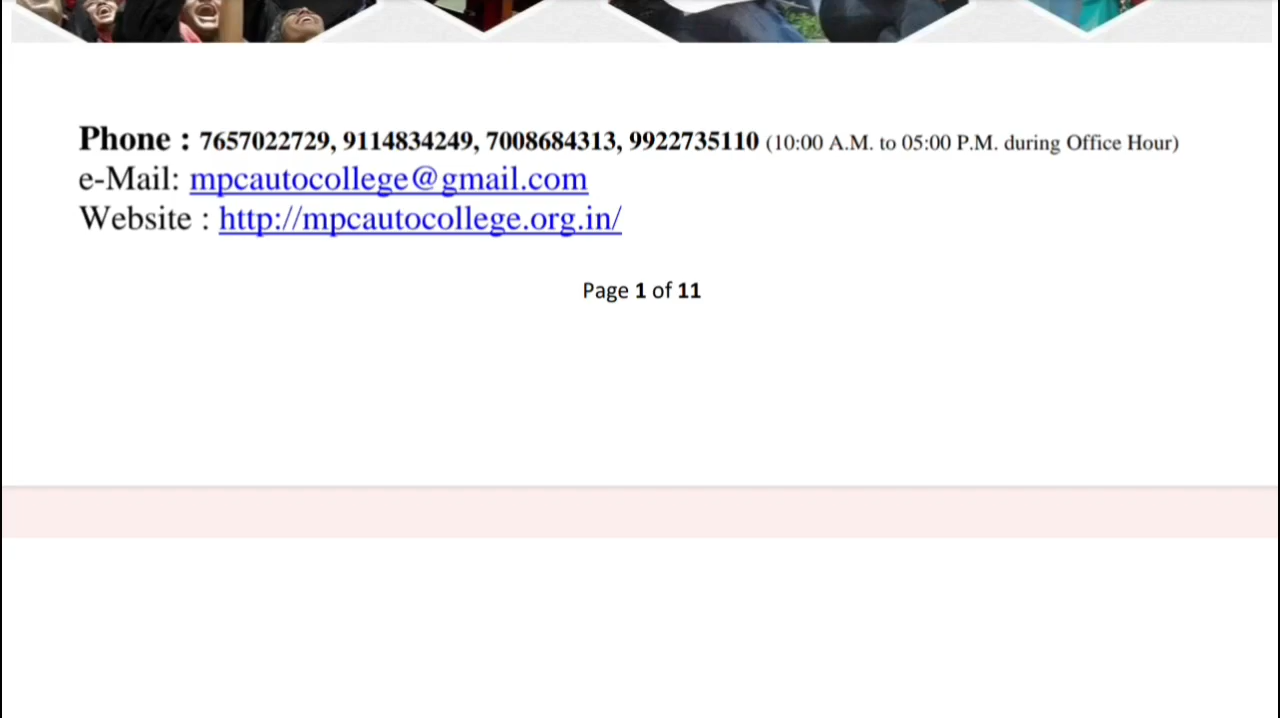 Phone : 7657022729, 9114834249, 7008684313, 9922735110 (10:00 A.M. to 05:00 P.M. during Office Hour)
e-Mail: mpcautocollege@gmail.com
Website : http://mpcautocollege.org.in/
Page 1 of 11